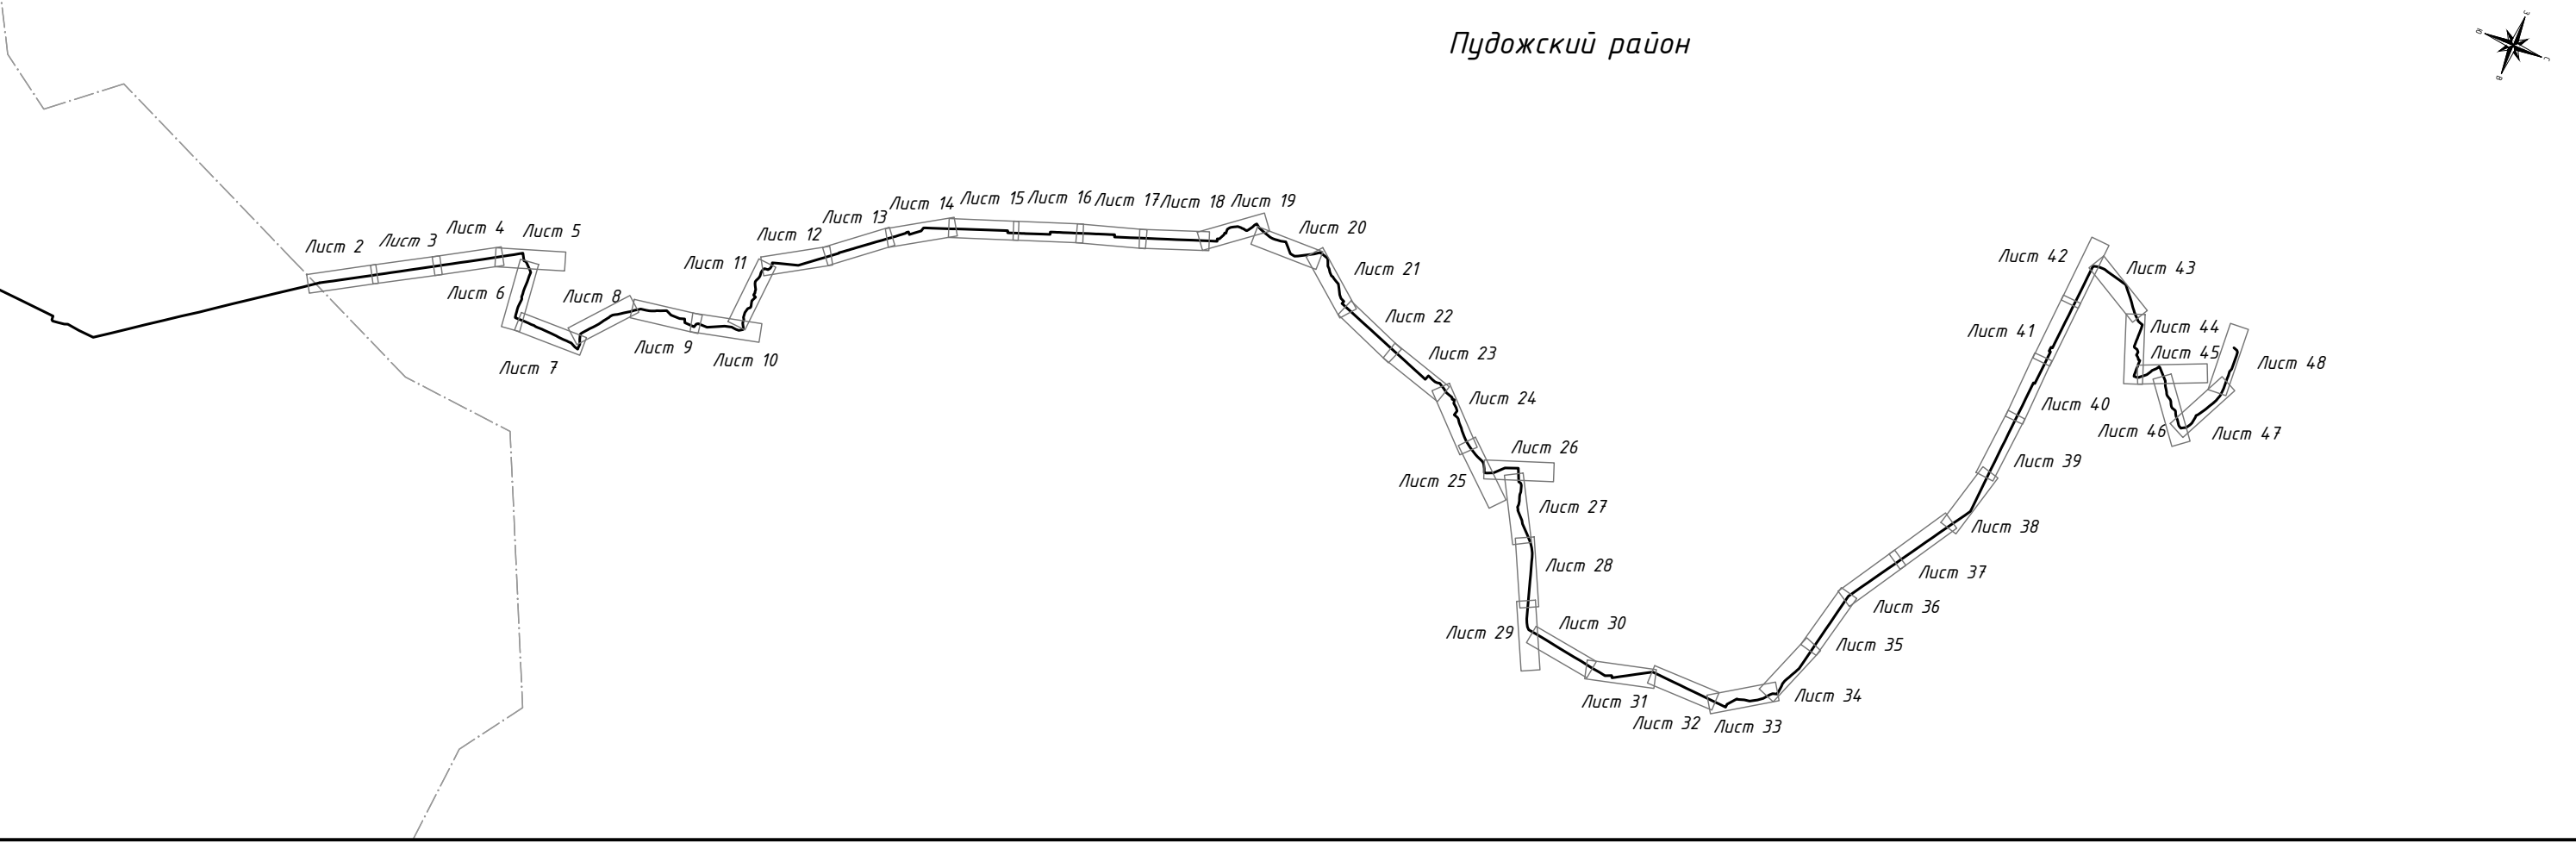 Пудожский район
Лист 2
Лист 3
Лист 4
Лист 5
Лист 6
Лист 7
Лист 8
Лист 9
Лист 10
Лист 11
Лист 12
Лист 13
Лист 14
Лист 15
Лист 16
Лист 17
Лист 18
Лист 19
Лист 20
Лист 21
Лист 22
Лист 23
Лист 24
Лист 25
Лист 26
Лист 27
Лист 28
Лист 29
Лист 30
Лист 31
Лист 32
Лист 33
Лист 34
Лист 35
Лист 36
Лист 37
Лист 38
Лист 39
Лист 40
Лист 41
Лист 42
Лист 43
Лист 44
Лист 45
Лист 46
Лист 47
Лист 48
З
Ю
С
В